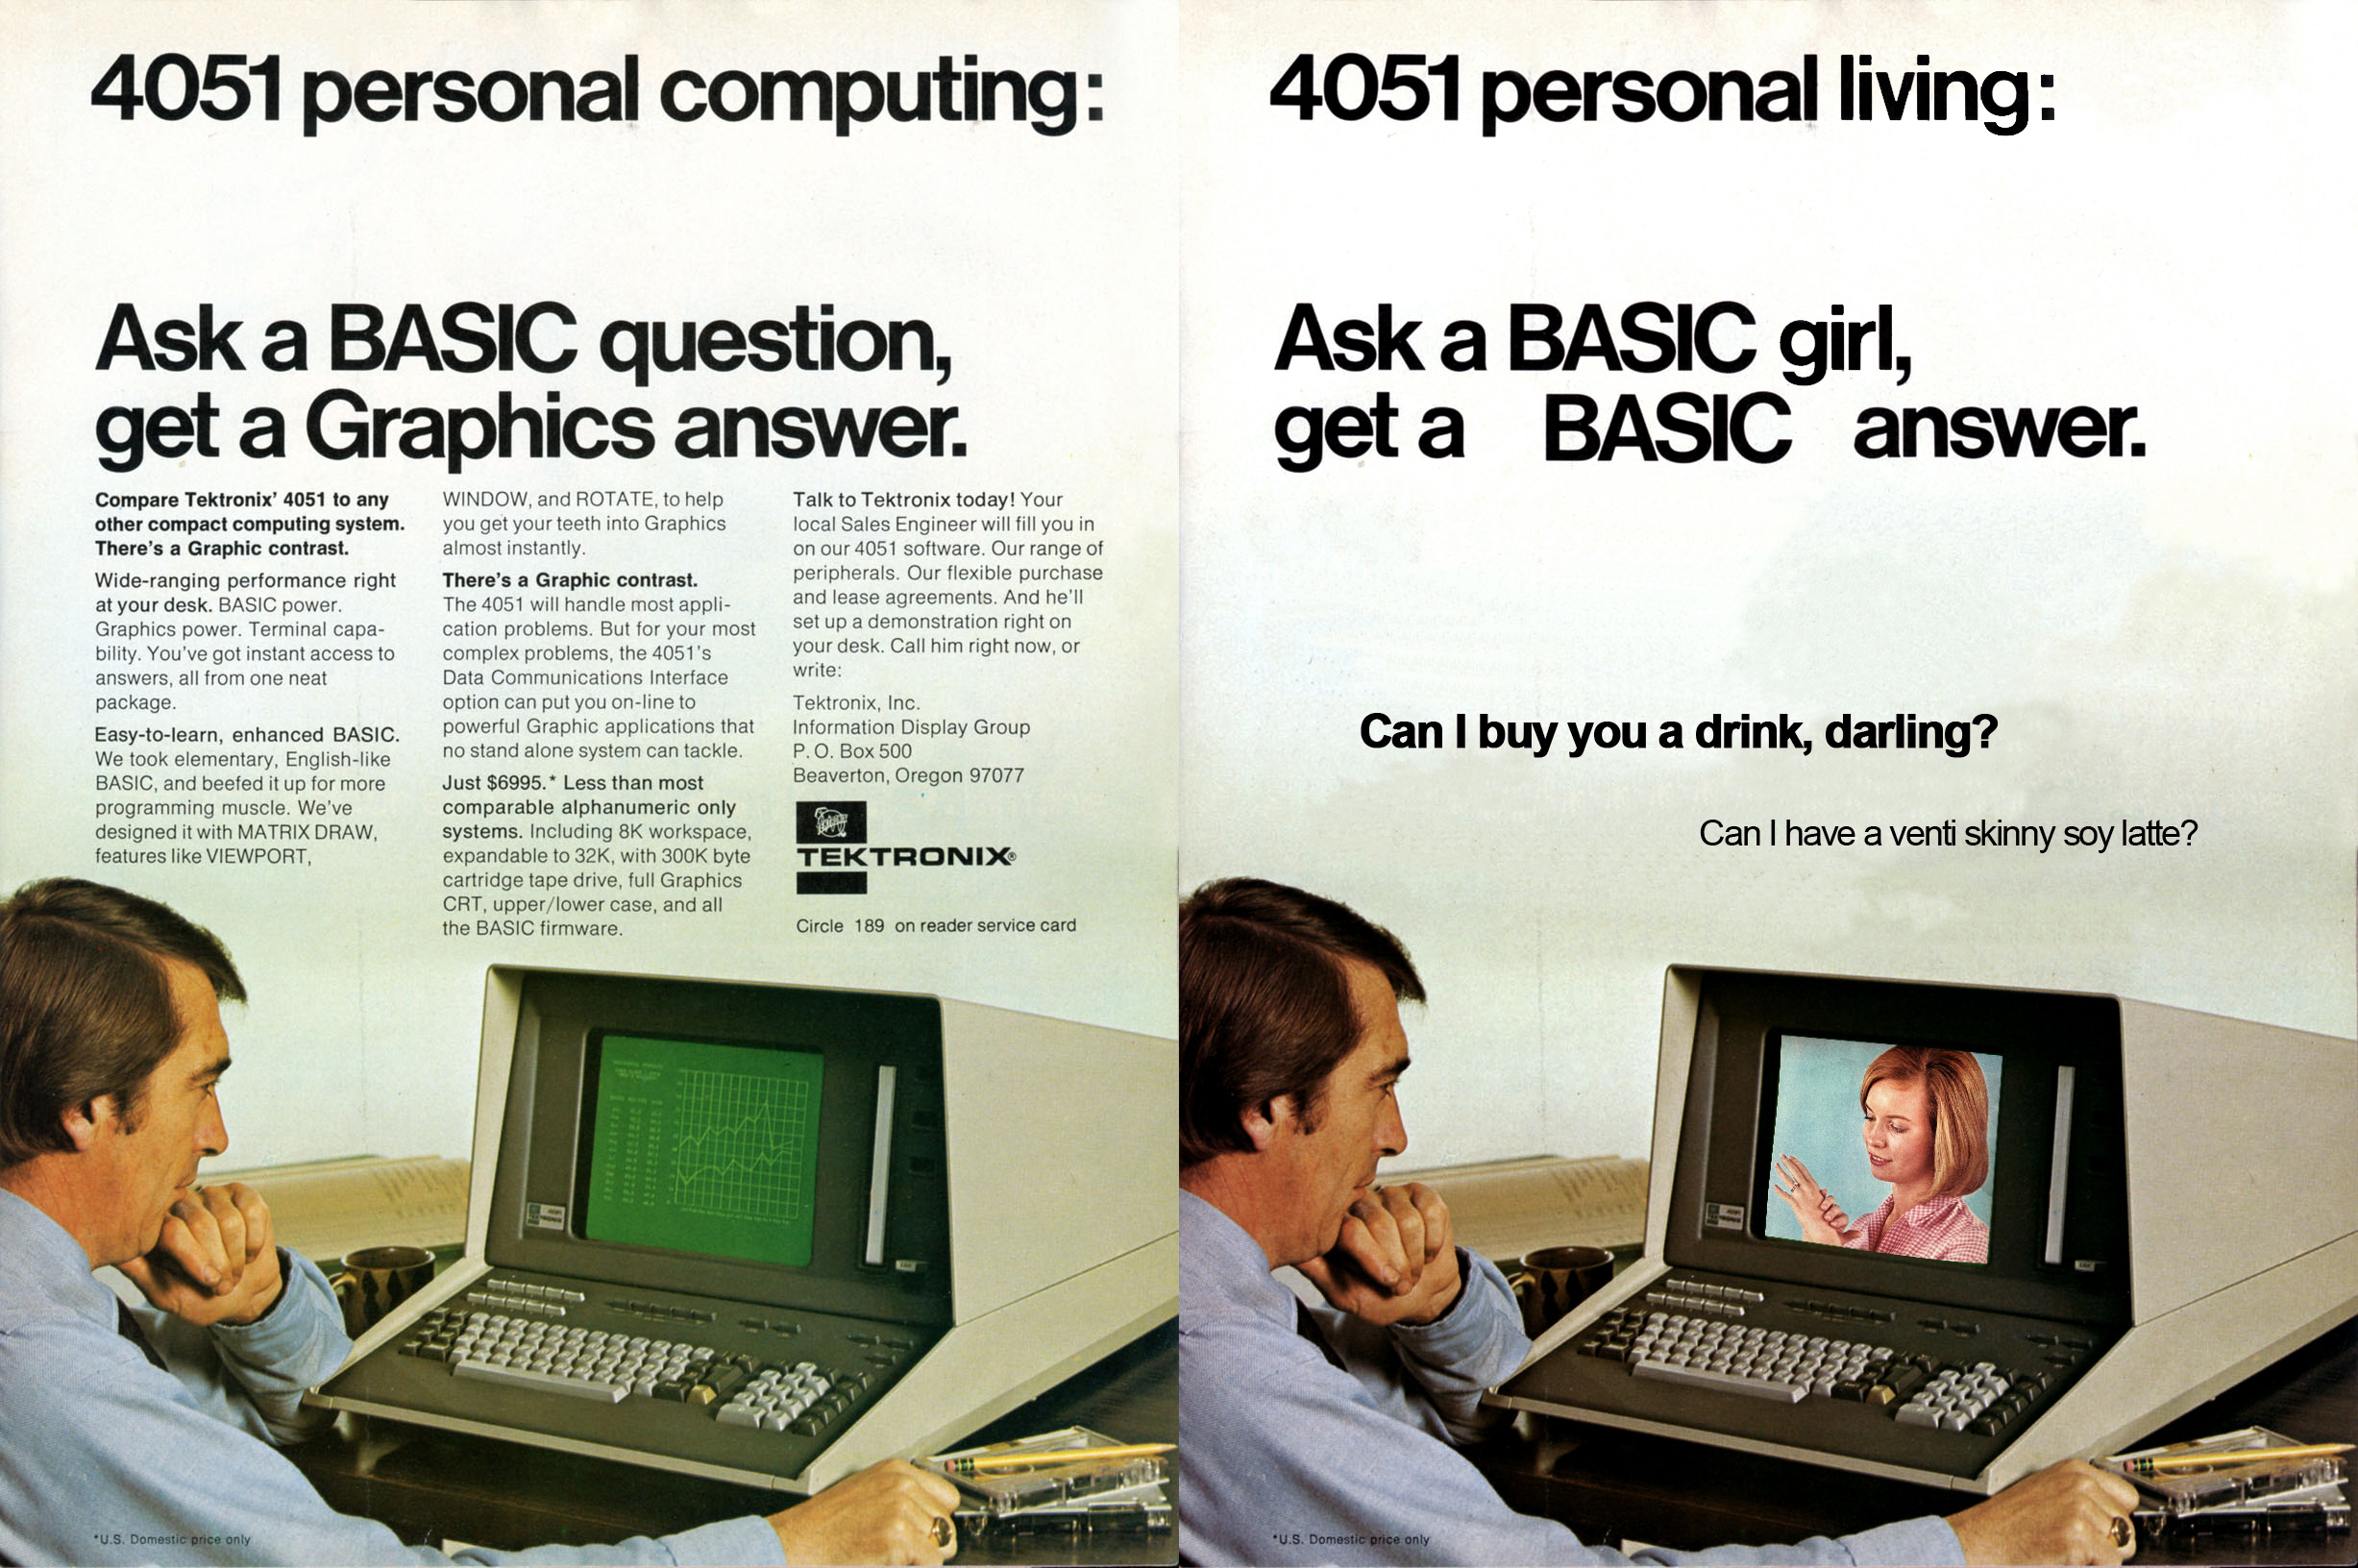 4051 personal computing:
Ask a BASIC question,
get a Graphics answer.
Compare Tektronix’ 4051 to any
other compact computing system.
There’s a Graphic contrast.
Wide-ranging performance right
at your desk. BASIC power.
Graphics power. Terminal capa-
bility. You’ve got instant access to
answers, all from one neat
package.
Easy-to-learn, enhanced BASIC.
We took elementary, English-like
BASIC, and beefed it up for more
programming muscle. We’ve
designed it with MATRIX DRAW,
features like VIEWPORT,
WINDOW, and ROTATE, to help
you get your teeth into Graphics
almost instantly.
There’s a Graphic contrast.
The 4051 will handle most appli-
cation problems. But for your most
complex problems, the 4051’s
Data Communications Interface
option can put you on-line to
powerful Graphic applications that
no stand alone system can tackle.
Just $6995.* Less than most
comparable alphanumeric only
systems. Including 8K workspace,
expandable to 32K, with 300K byte
cartridge tape drive, full Graphics
CRT, upper/lower case, and all
the BASIC firmware.
Talk to Tektronix today! Your
local Sales Engineer will fill you in
on our 4051 software. Our range of
peripherals. Our flexible purchase
and lease agreements. And he’ll
set up a demonstration right on
your desk. Call him right now, or
write:
Tektronix, Inc.
Information Display Group
P. O. Box 500
Beaverton, Oregon 97077
TEKTRONIX®
Circle 189 on reader service card
*U.S. Domestic price only
4051 personal living:
Ask a BASIC girl,
get a BASIC answer.
Can I buy you a drink, darling?
Can I have a venti skinny soy latte?
*U.S. Domestic price only